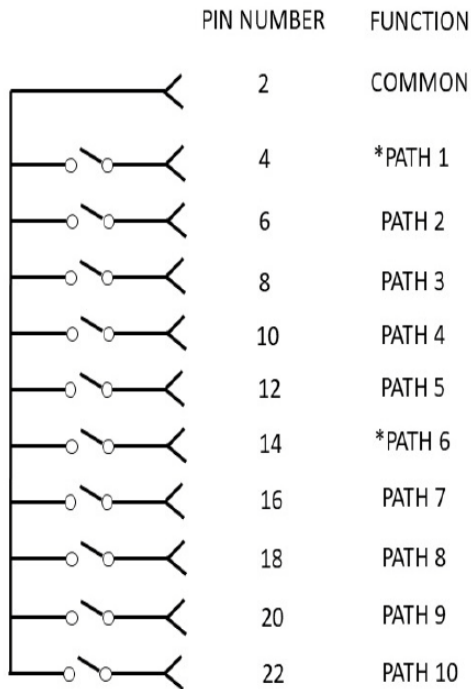 PIN NUMBER FUNCTION
2 COMMON
4 *PATH 1
6 PATH 2
8 PATH 3
10 PATH 4
12 PATH 5
14 *PATH 6
16 PATH 7
18 PATH 8
20 PATH 9
22 PATH 10